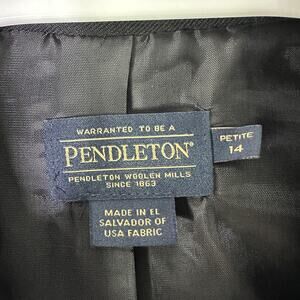 WARRANTED TO BE A
PENDLETON®
PENDLETON WOOLEN MILLS
SINCE 1863
PETITE
14
MADE IN EL
SALVADOR OF
USA FABRIC